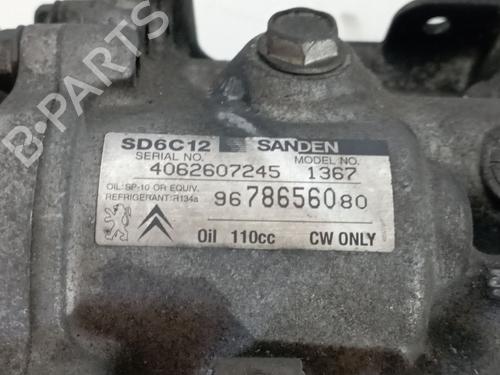 B-PARTS
SD6C12 SANDEN
SERIAL NO. MODEL NO.
4062607245 1367
OIL: SP-10 OR EQUIV.
REFRIGERANT: R134a
9678656080
Oil 110cc CW ONLY